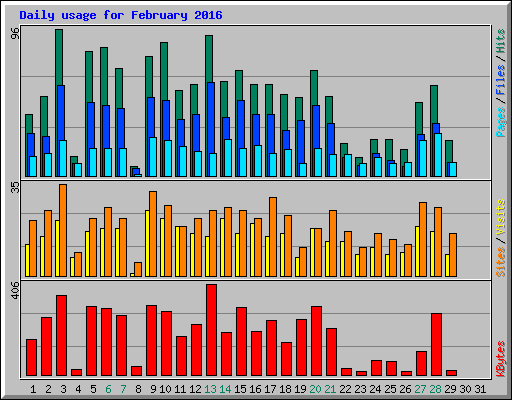 Daily usage for February 2016
96
Pages / Files / Hits
35
Sites / Visits
406
KBytes
1 2 3 4 5 6 7 8 9 10 11 12 13 14 15 16 17 18 19 20 21 22 23 24 25 26 27 28 29 30 31